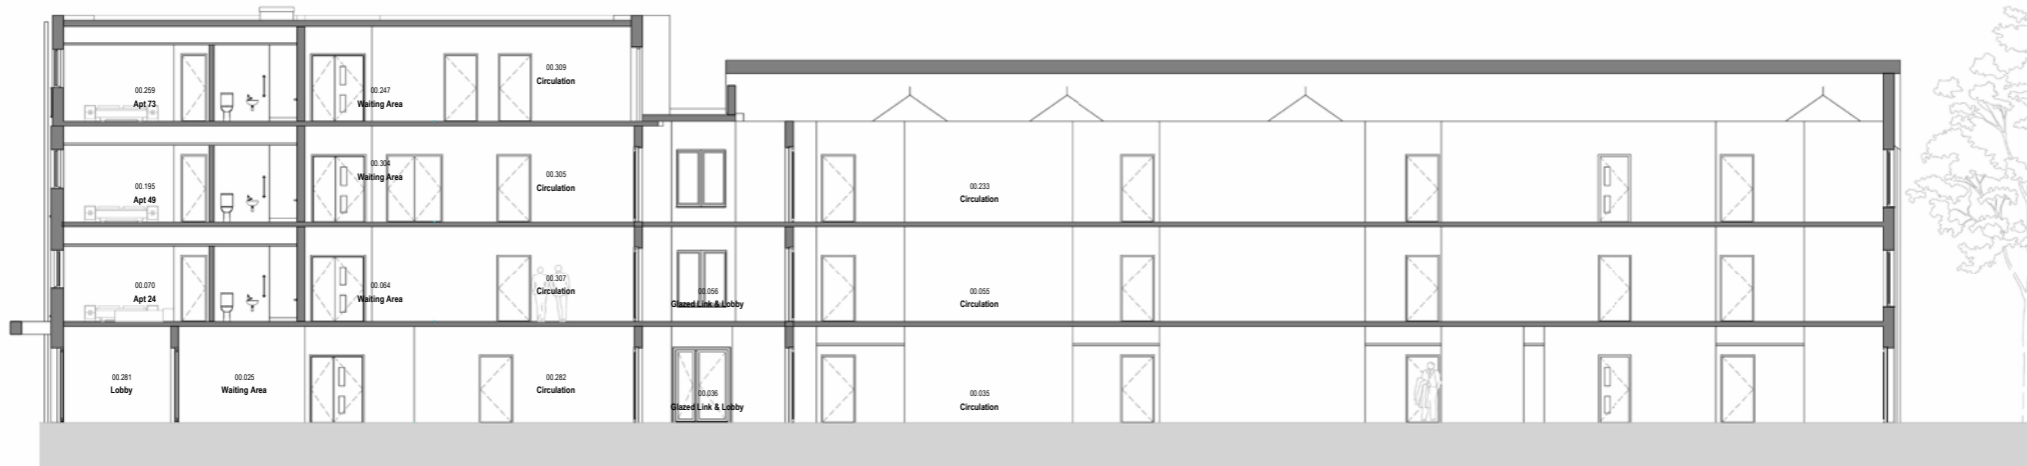 00.309
Circulation
00.259
Apt 73
00.247
Waiting Area
00.304
Waiting Area
00.305
Circulation
00.195
Apt 49
00.233
Circulation
00.307
Circulation
00.070
Apt 24
00.064
Waiting Area
00.056
Glazed Link & Lobby
00.055
Circulation
00.281
Lobby
00.025
Waiting Area
00.282
Circulation
00.036
Glazed Link & Lobby
00.035
Circulation